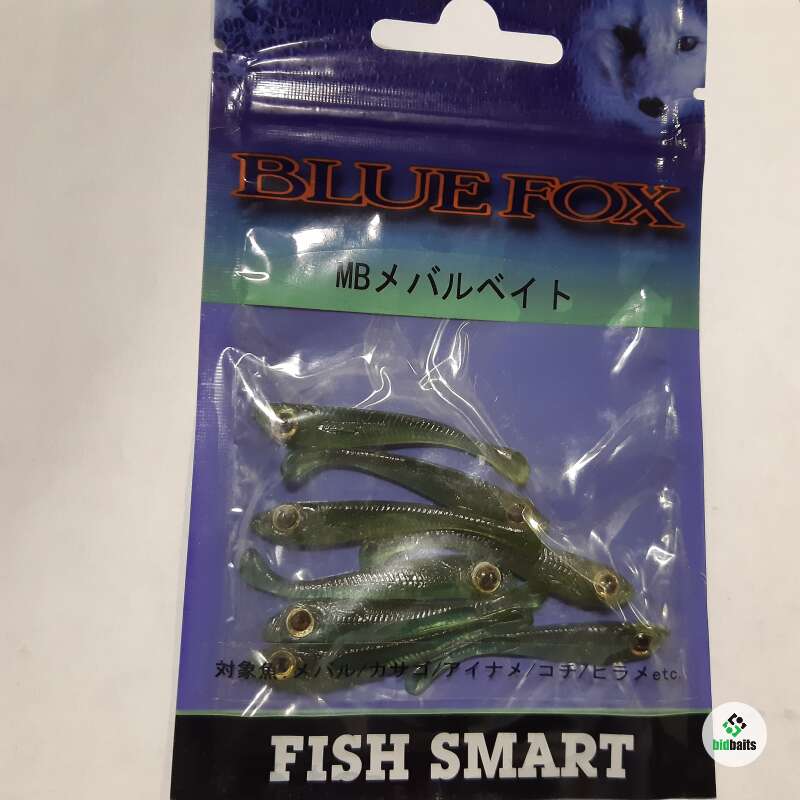 BLUE FOX
MBメバルベイト
対象魚/メバル/カサゴ/アイナメ/コチ/ヒラメetc
FISH SMART
bidbaits